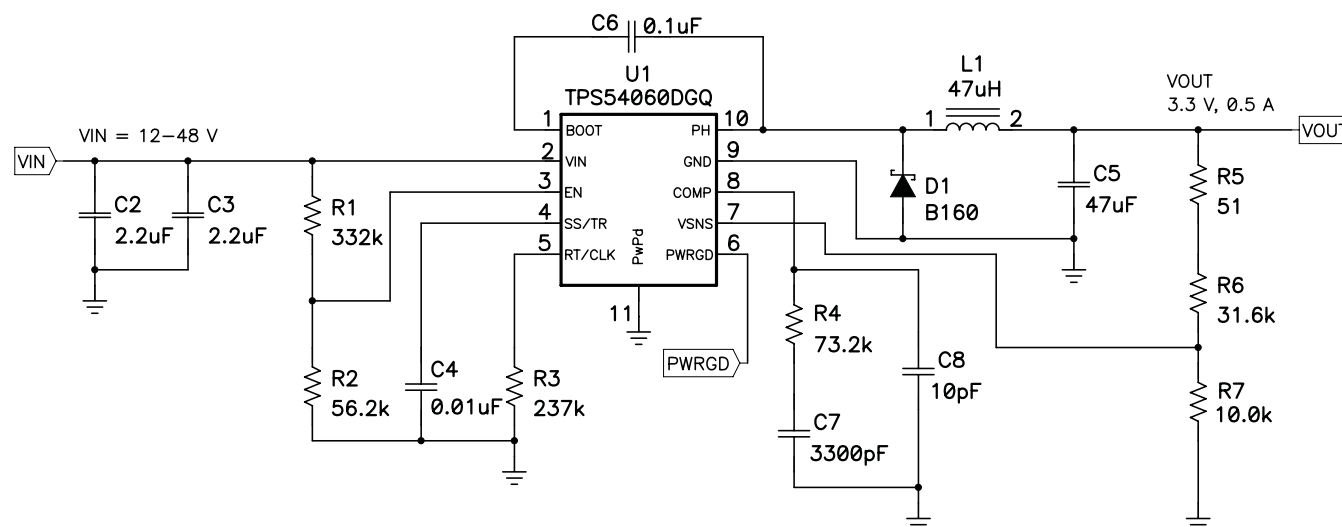 C6 0.1uF
U1
TPS54060DGQ
L1
47uH
VOUT
3.3 V, 0.5 A
VIN = 12-48 V
VIN
1 BOOT
2 VIN
3 EN
4 SS/TR
5 RT/CLK
PwPd
11
PH 10
GND 9
COMP 8
VSNS 7
PWRGD 6
1 2
VOUT
C2
2.2uF
C3
2.2uF
R1
332k
D1
B160
C5
47uF
R5
51
R6
31.6k
R4
73.2k
PWRGD
C8
10pF
R2
56.2k
C4
0.01uF
R3
237k
R7
10.0k
C7
3300pF